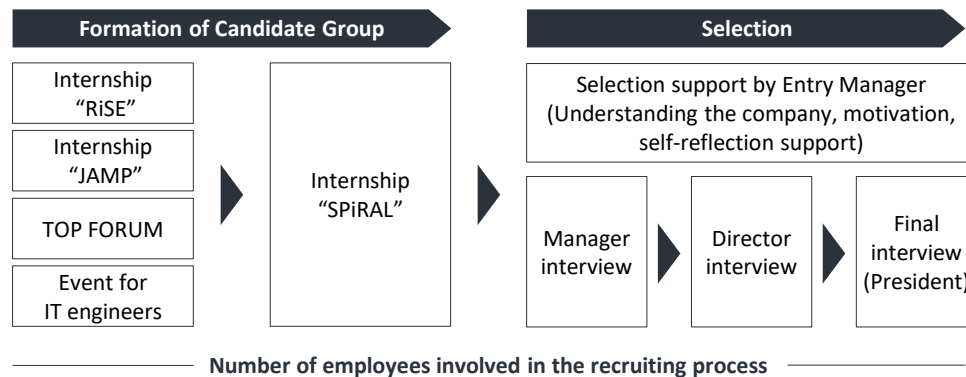 Formation of Candidate Group
Selection
Internship
“RiSE”
Internship
“JAMP”
TOP FORUM
Event for
IT engineers
Internship
“SPiRAL”
Selection support by Entry Manager
(Understanding the company, motivation,
self-reflection support)
Manager
interview
Director
interview
Final
interview
(President)
Number of employees involved in the recruiting process